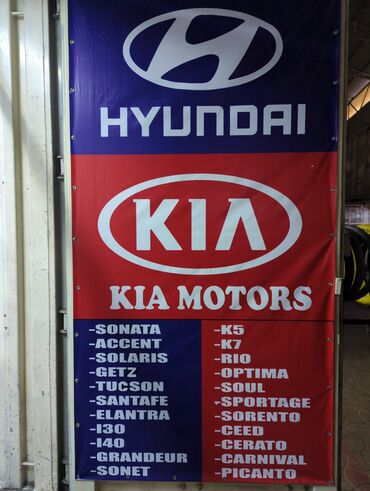 HYUNDAI
KIA
KIA MOTORS
-SONATA
-ACCENT
-SOLARIS
-GETZ
-TUCSON
-SANTAFE
-ELANTRA
-I30
-I40
-GRANDEUR
-SONET
-K5
-K7
-RIO
-OPTIMA
-SOUL
-SPORTAGE
-SORENTO
-CEED
-CERATO
-CARNIVAL
-PICANTO